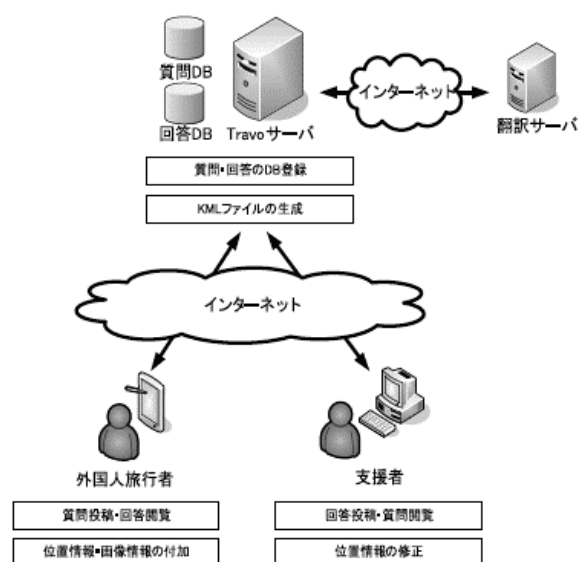 質問DB
回答DB
Travoサーバ
インターネット
翻訳サーバ
質問・回答のDB登録
KMLファイルの生成
インターネット
外国人旅行者
支援者
質問投稿・回答閲覧
回答投稿・質問閲覧
位置情報・画像情報の付加
位置情報の修正